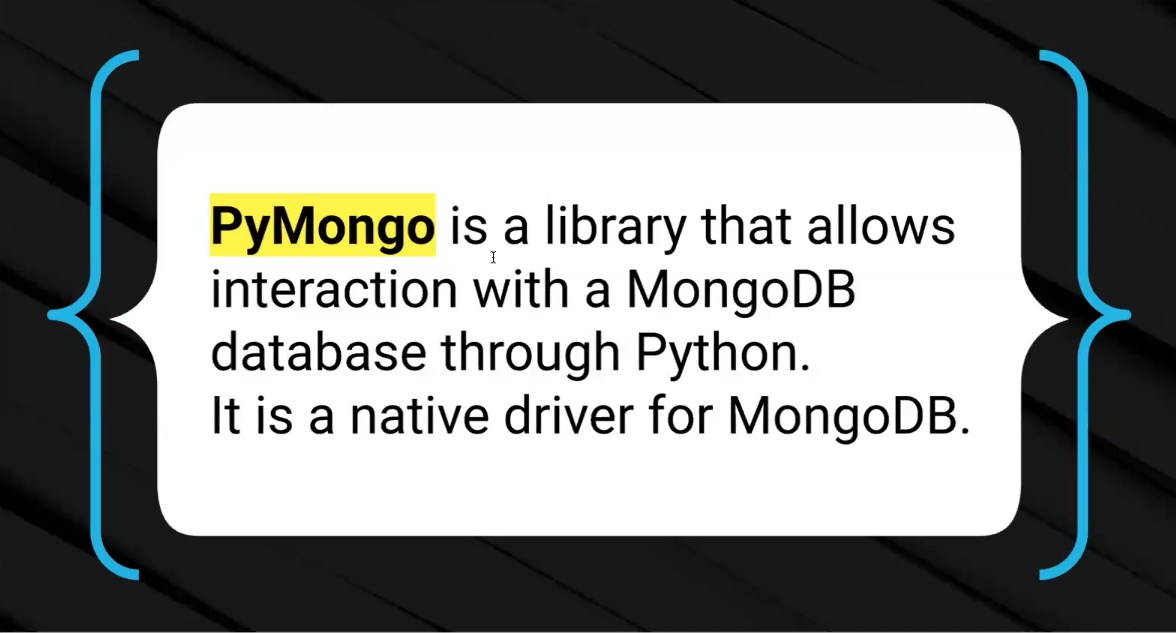 PyMongo is a library that allows
interaction with a MongoDB
database through Python.
It is a native driver for MongoDB.